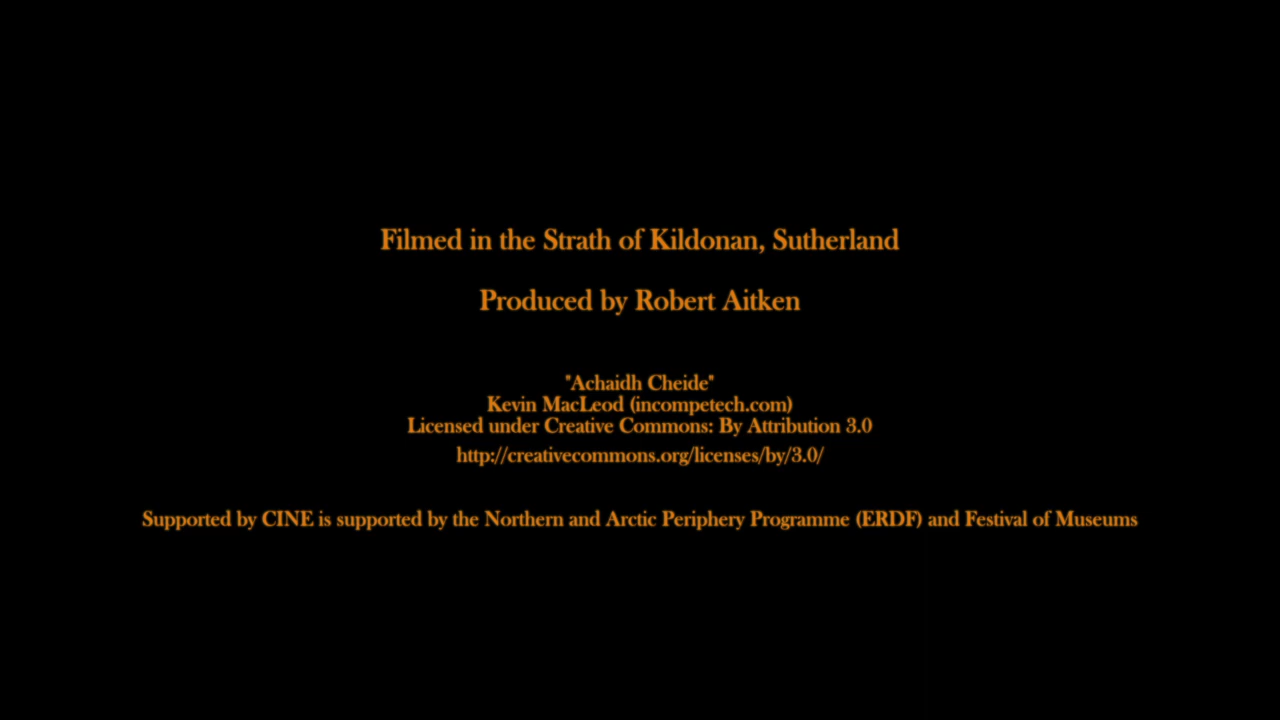 Filmed in the Strath of Kildonan, Sutherland
Produced by Robert Aitken
"Achaidh Cheide"
Kevin MacLeod (incompetech.com)
Licensed under Creative Commons: By Attribution 3.0
http://creativecommons.org/licenses/by/3.0/
Supported by CINE is supported by the Northern and Arctic Periphery Programme (ERDF) and Festival of Museums